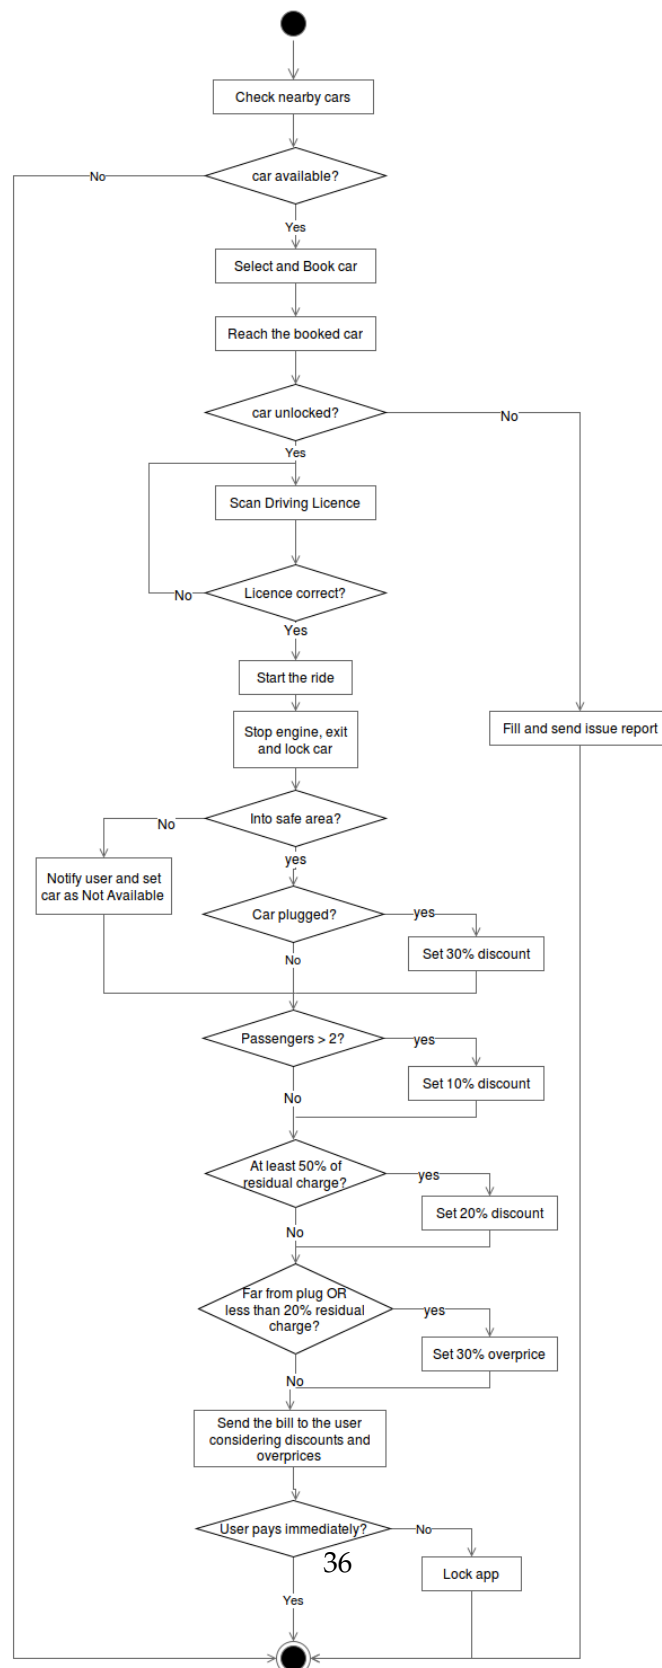 Check nearby cars
No
car available?
Yes
Select and Book car
Reach the booked car
car unlocked?
No
Yes
Scan Driving Licence
Licence correct?
No
Yes
Start the ride
Stop engine, exit
and lock car
Fill and send issue report
Into safe area?
No
yes
Notify user and set
car as Not Available
Car plugged?
yes
Set 30% discount
No
Passengers > 2?
yes
Set 10% discount
No
At least 50% of
residual charge?
yes
Set 20% discount
No
Far from plug OR
less than 20% residual
charge?
yes
Set 30% overprice
No
Send the bill to the user
considering discounts and
overprices
User pays immediately?
No
36
Lock app
Yes